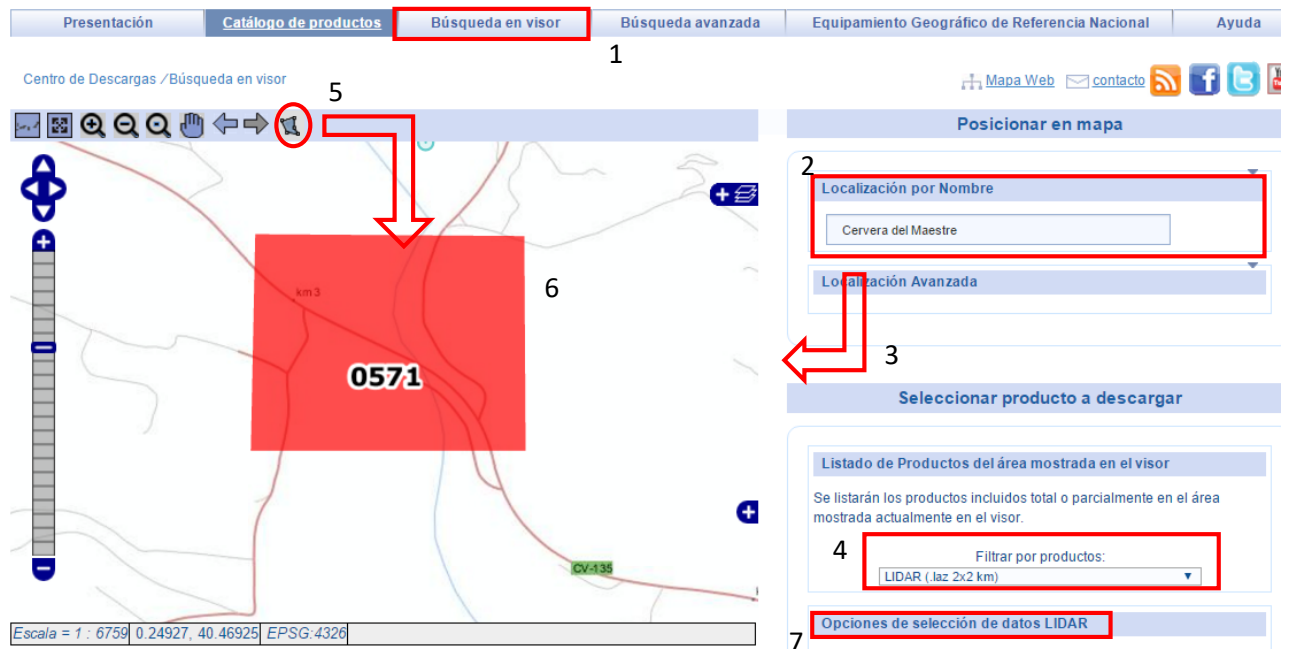 Presentación Catálogo de productos Búsqueda en visor Búsqueda avanzada Equipamiento Geográfico de Referencia Nacional Ayuda
1
Centro de Descargas /Búsqueda en visor
Mapa Web contacto
5
Posicionar en mapa
2
Localización por Nombre
Cervera del Maestre
Localización Avanzada
km 3
6
0571
3
Seleccionar producto a descargar
Listado de Productos del área mostrada en el visor
Se listarán los productos incluidos total o parcialmente en el área
mostrada actualmente en el visor.
4
Filtrar por productos:
LIDAR (.laz 2x2 km)
CV-135
Opciones de selección de datos LIDAR
7
Escala = 1 : 6759 0.24927, 40.46925 EPSG:4326